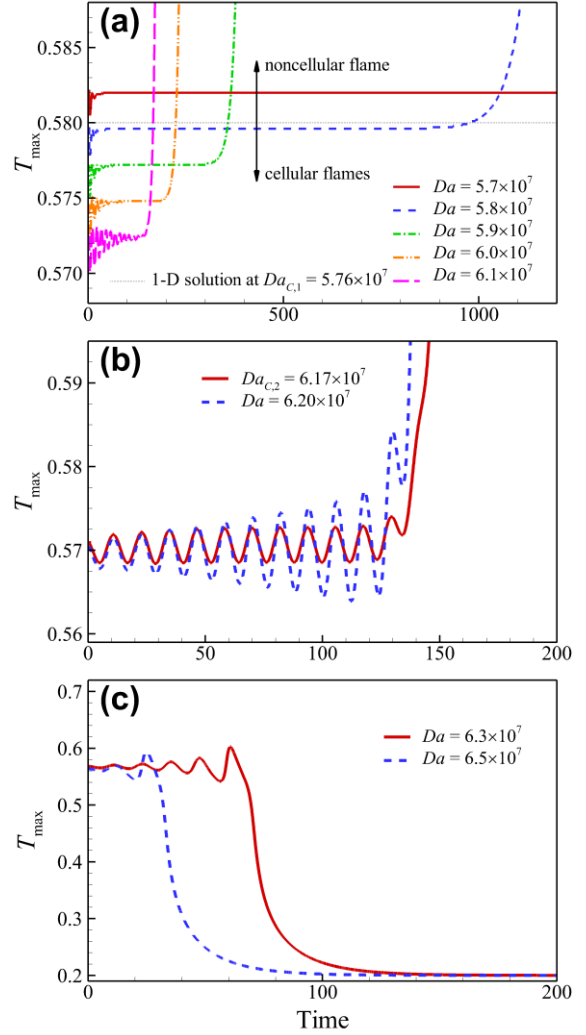 (a)
0.585
0.580
0.575
0.570
T_max
noncellular flame
cellular flames
Da = 5.7×10^7
Da = 5.8×10^7
Da = 5.9×10^7
Da = 6.0×10^7
Da = 6.1×10^7
1-D solution at Da_C,1 = 5.76×10^7
0 500 1000
(b)
0.59
0.58
0.57
0.56
T_max
Da_C,2 = 6.17×10^7
Da = 6.20×10^7
0 50 100 150 200
(c)
0.7
0.6
0.5
0.4
0.3
0.2
T_max
Da = 6.3×10^7
Da = 6.5×10^7
0 50 100 200
Time